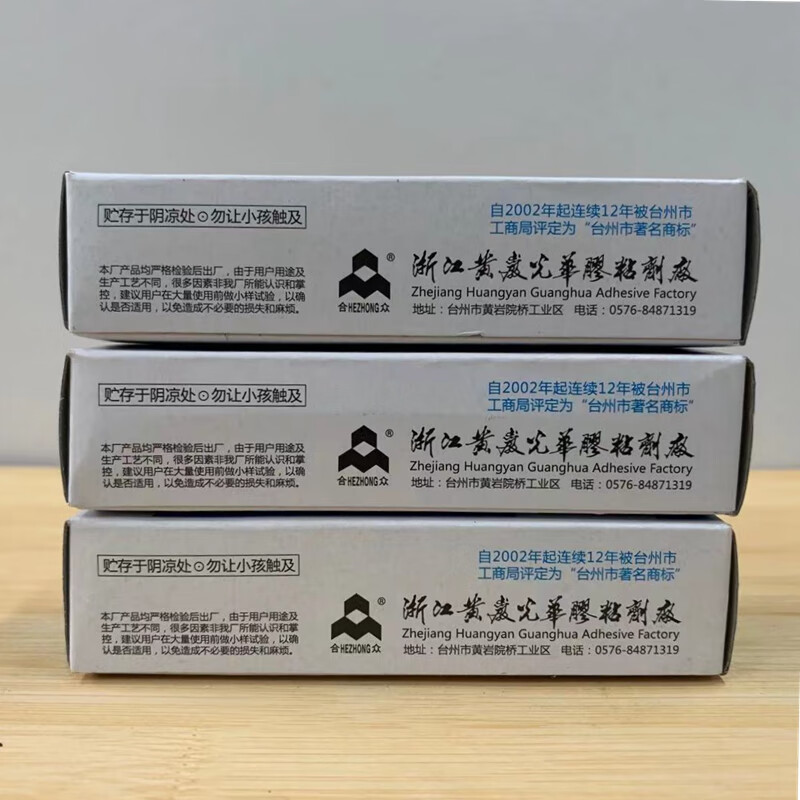 贮存于阴凉处⊙勿让小孩触及
自2002年起连续12年被台州市
工商局评定为“台州市著名商标”
本厂产品均严格检验后出厂，由于用户用途及
生产工艺不同，很多因素非我厂所能认识和掌
控，建议用户在大量使用前做小样试验，以确
认是否适用，以免造成不必要的损失和麻烦。
®
合HEZHONG众
浙江黄岩光華膠粘劑廠
Zhejiang Huangyan Guanghua Adhesive Factory
地址：台州市黄岩院桥工业区 电话：0576-84871319
贮存于阴凉处⊙勿让小孩触及
自2002年起连续12年被台州市
工商局评定为“台州市著名商标”
本厂产品均严格检验后出厂，由于用户用途及
生产工艺不同，很多因素非我厂所能认识和掌
控，建议用户在大量使用前做小样试验，以确
认是否适用，以免造成不必要的损失和麻烦。
®
合HEZHONG众
浙江黄岩光華膠粘劑廠
Zhejiang Huangyan Guanghua Adhesive Factory
地址：台州市黄岩院桥工业区 电话：0576-84871319
贮存于阴凉处⊙勿让小孩触及
自2002年起连续12年被台州市
工商局评定为“台州市著名商标”
本厂产品均严格检验后出厂，由于用户用途及
生产工艺不同，很多因素非我厂所能认识和掌
控，建议用户在大量使用前做小样试验，以确
认是否适用，以免造成不必要的损失和麻烦。
®
合HEZHONG众
浙江黄岩光華膠粘劑廠
Zhejiang Huangyan Guanghua Adhesive Factory
地址：台州市黄岩院桥工业区 电话：0576-84871319